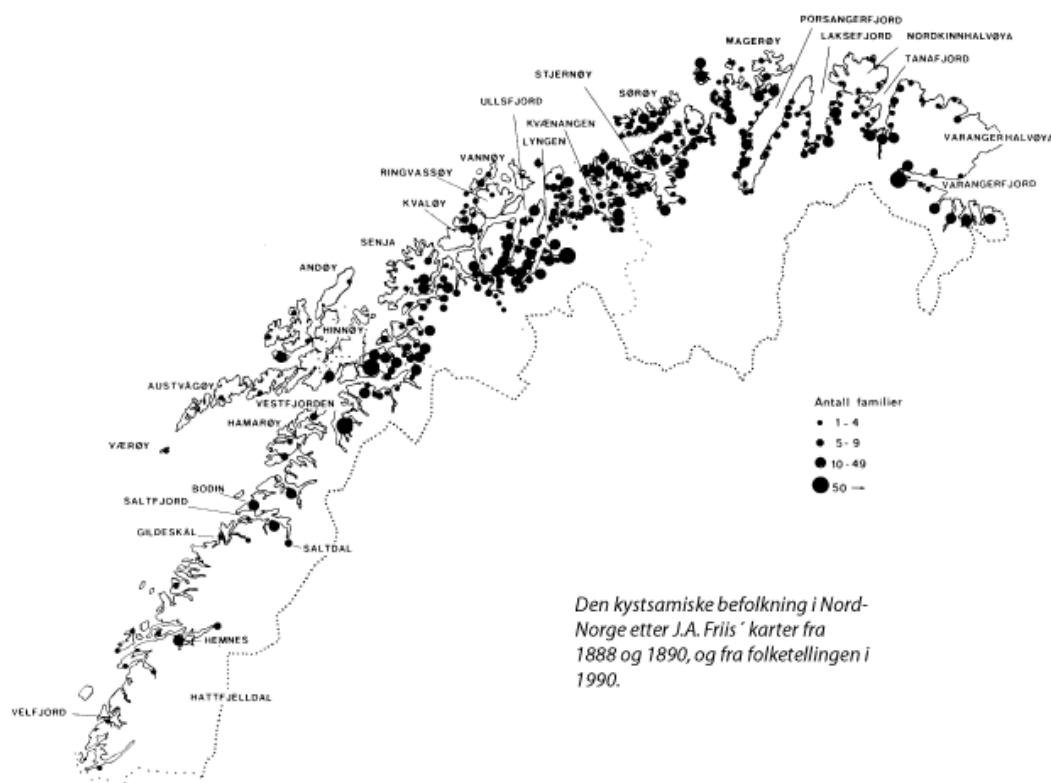 PORSANGERFJORD
LAKSEFJORD
NORDKINNHALVØYA
MAGERØY
TANAFJORD
STJERNØY
SØRØY
ULLSFJORD
KVÆNANGEN
VARANGERHALVØYA
LYNGEN
VANNØY
RINGVASSØY
VARANGERFJORD
KVALØY
SENJA
ANDØY
HINNØY
AUSTVÅGØY
VESTFJORDEN
HAMARØY
VÆRØY
Antall familier
1 - 4
5 - 9
10 - 49
50 →
BODIN
SALTFJORD
GILDESKÅL
SALTDAL
Den kystsamiske befolkning i Nord-
Norge etter J.A. Friis´ karter fra
1888 og 1890, og fra folketellingen i
1990.
HEMNES
HATTFJELLDAL
VELFJORD